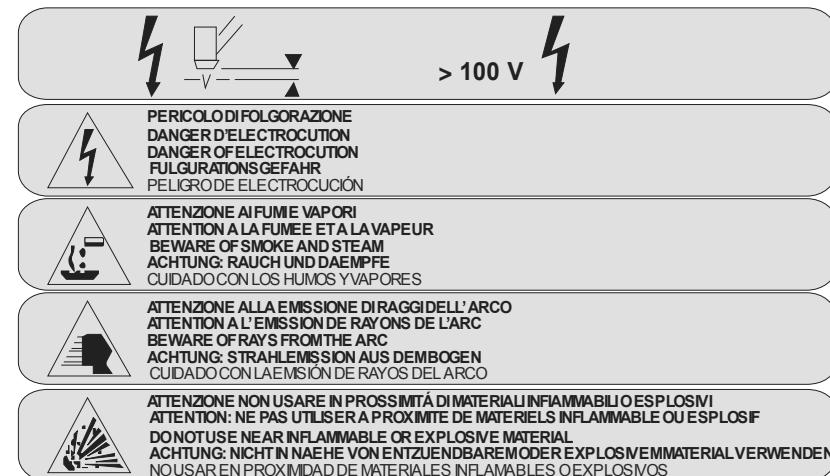 > 100 V
PERICOLO DI FOLGORAZIONE
DANGER D'ELECTROCUTION
DANGER OF ELECTROCUTION
FULGURATIONSGEFAHR
PELIGRO DE ELECTROCUCIÓN
ATTENZIONE AI FUMI E VAPORI
ATTENTION A LA FUMEE ET A LA VAPEUR
BEWARE OF SMOKE AND STEAM
ACHTUNG: RAUCH UND DAEMPFE
CUIDADO CON LOS HUMOS Y VAPORES
ATTENZIONE ALLA EMISSIONE DI RAGGI DELL' ARCO
ATTENTION A L' EMISSION DE RAYONS DE L'ARC
BEWARE OF RAYS FROM THE ARC
ACHTUNG: STRAHLEMISSION AUS DEM BOGEN
CUIDADO CON LA EMISIÓN DE RAYOS DEL ARCO
ATTENZIONE NON USARE IN PROSSIMITÁ DI MATERIALI INFIAMMABILI O ESPLOSIVI
ATTENTION: NE PAS UTILISER A PROXIMITE DE MATERIELS INFLAMMABLE OU ESPLOSIF
DO NOT USE NEAR INFLAMMABLE OR EXPLOSIVE MATERIAL
ACHTUNG: NICHT IN NAEHE VON ENTZUENDBAREM ODER EXPLOSIVEM MATERIAL VERWENDEN
NO USAR EN PROXIMIDAD DE MATERIALES INFLAMABLES O EXPLOSIVOS